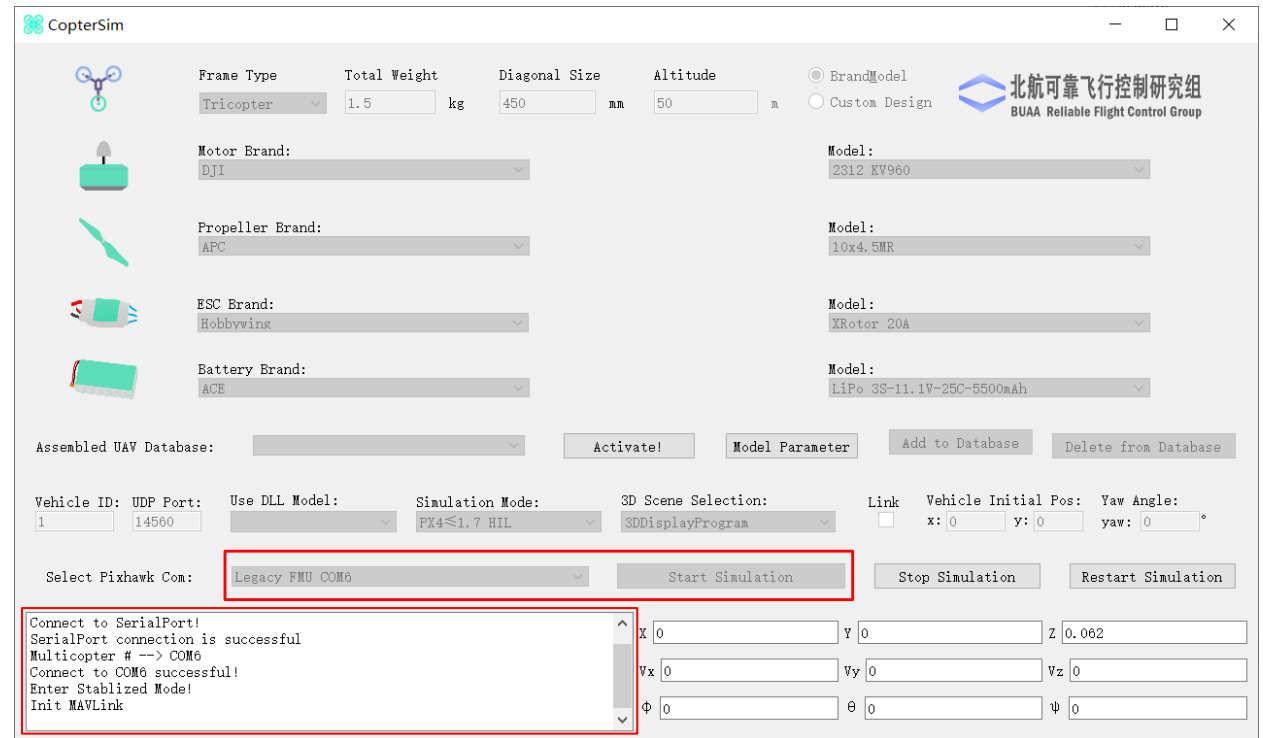 CopterSim
Frame Type Total Weight Diagonal Size Altitude BrandModel
Tricopter 1.5 kg 450 mm 50 m Custom Design
北航可靠飞行控制研究组
BUAA Reliable Flight Control Group
Motor Brand: Model:
DJI 2312 KV960
Propeller Brand: Model:
APC 10x4.5MR
ESC Brand: Model:
Hobbywing XRotor 20A
Battery Brand: Model:
ACE LiPo 3S-11.1V-25C-5500mAh
Assembled UAV Database: Activate! Model Parameter Add to Database Delete from Database
Vehicle ID: UDP Port: Use DLL Model: Simulation Mode: 3D Scene Selection: Link Vehicle Initial Pos: Yaw Angle:
1 14560 PX4≤1.7 HIL 3DDisplayProgram x: 0 y: 0 yaw: 0 °
Select Pixhawk Com: Legacy FMU COM6 Start Simulation Stop Simulation Restart Simulation
Connect to SerialPort!
SerialPort connection is successful
Multicopter # --> COM6
Connect to COM6 successful!
Enter Stablized Mode!
Init MAVLink
X 0 Y 0 Z 0.062
Vx 0 Vy 0 Vz 0
Φ 0 θ 0 ψ 0